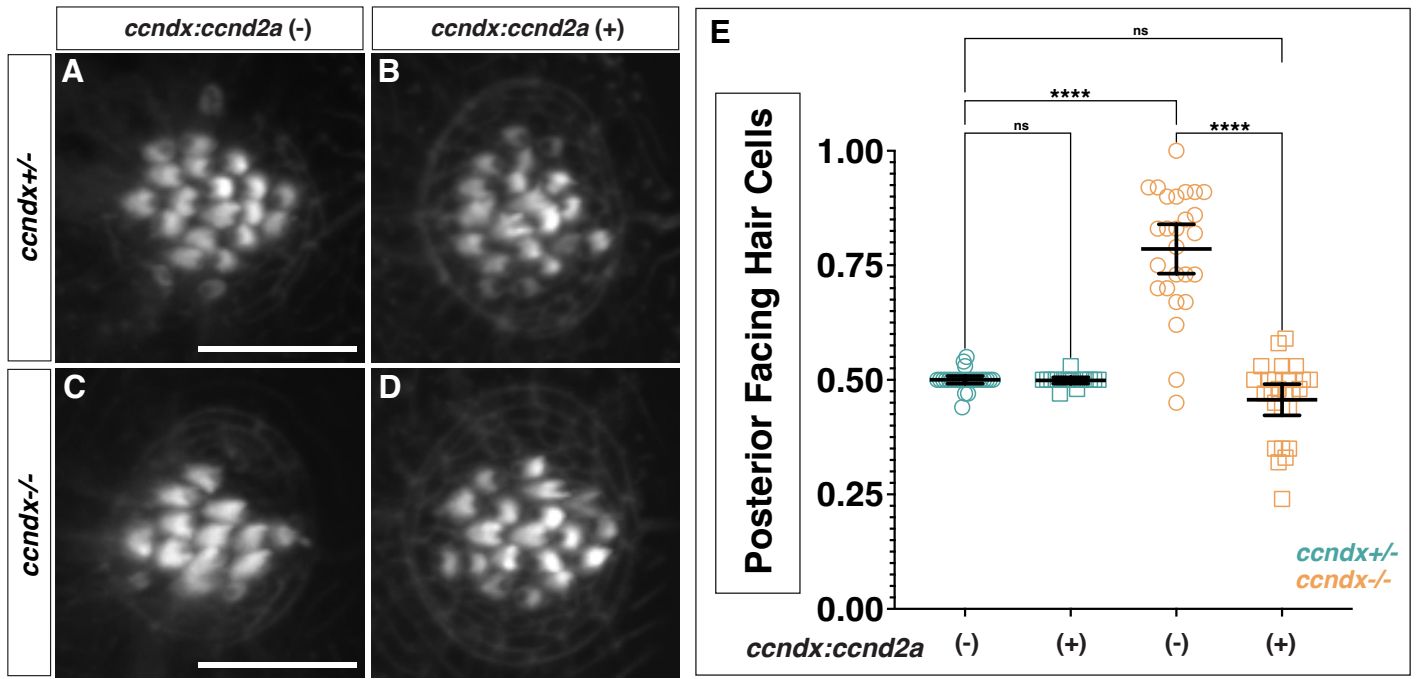 ccndx:ccnd2a (-)
ccndx:ccnd2a (+)
ccndx+/-
ccndx-/-
A
B
C
D
E
Posterior Facing Hair Cells
ns
****
ns
****
1.00
0.75
0.50
0.25
0.00
ccndx+/-
ccndx-/-
ccndx:ccnd2a (-) (+) (-) (+)